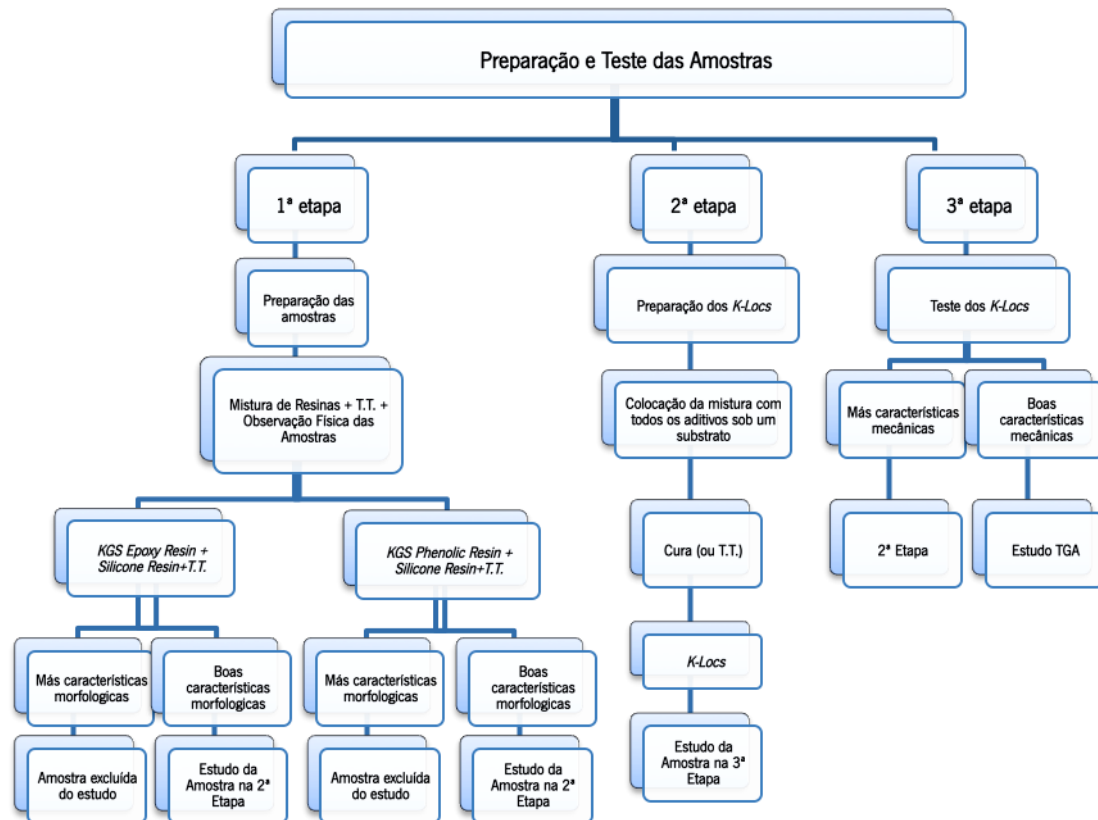 Preparação e Teste das Amostras
1ª etapa
2ª etapa
3ª etapa
Preparação das
amostras
Preparação dos K-Locs
Teste dos K-Locs
Mistura de Resinas + T.T. +
Observação Física das
Amostras
Colocação da mistura com
todos os aditivos sob um
substrato
Más características
mecânicas
Boas
características
mecânicas
KGS Epoxy Resin +
Silicone Resin+T.T.
KGS Phenolic Resin +
Silicone Resin+T.T.
Cura (ou T.T.)
2ª Etapa
Estudo TGA
Más características
morfologicas
Boas
características
morfologicas
Más características
morfologicas
Boas
características
morfologicas
K-Locs
Amostra excluída
do estudo
Estudo da
Amostra na 2ª
Etapa
Amostra excluída
do estudo
Estudo da
Amostra na 2ª
Etapa
Estudo da
Amostra na 3ª
Etapa